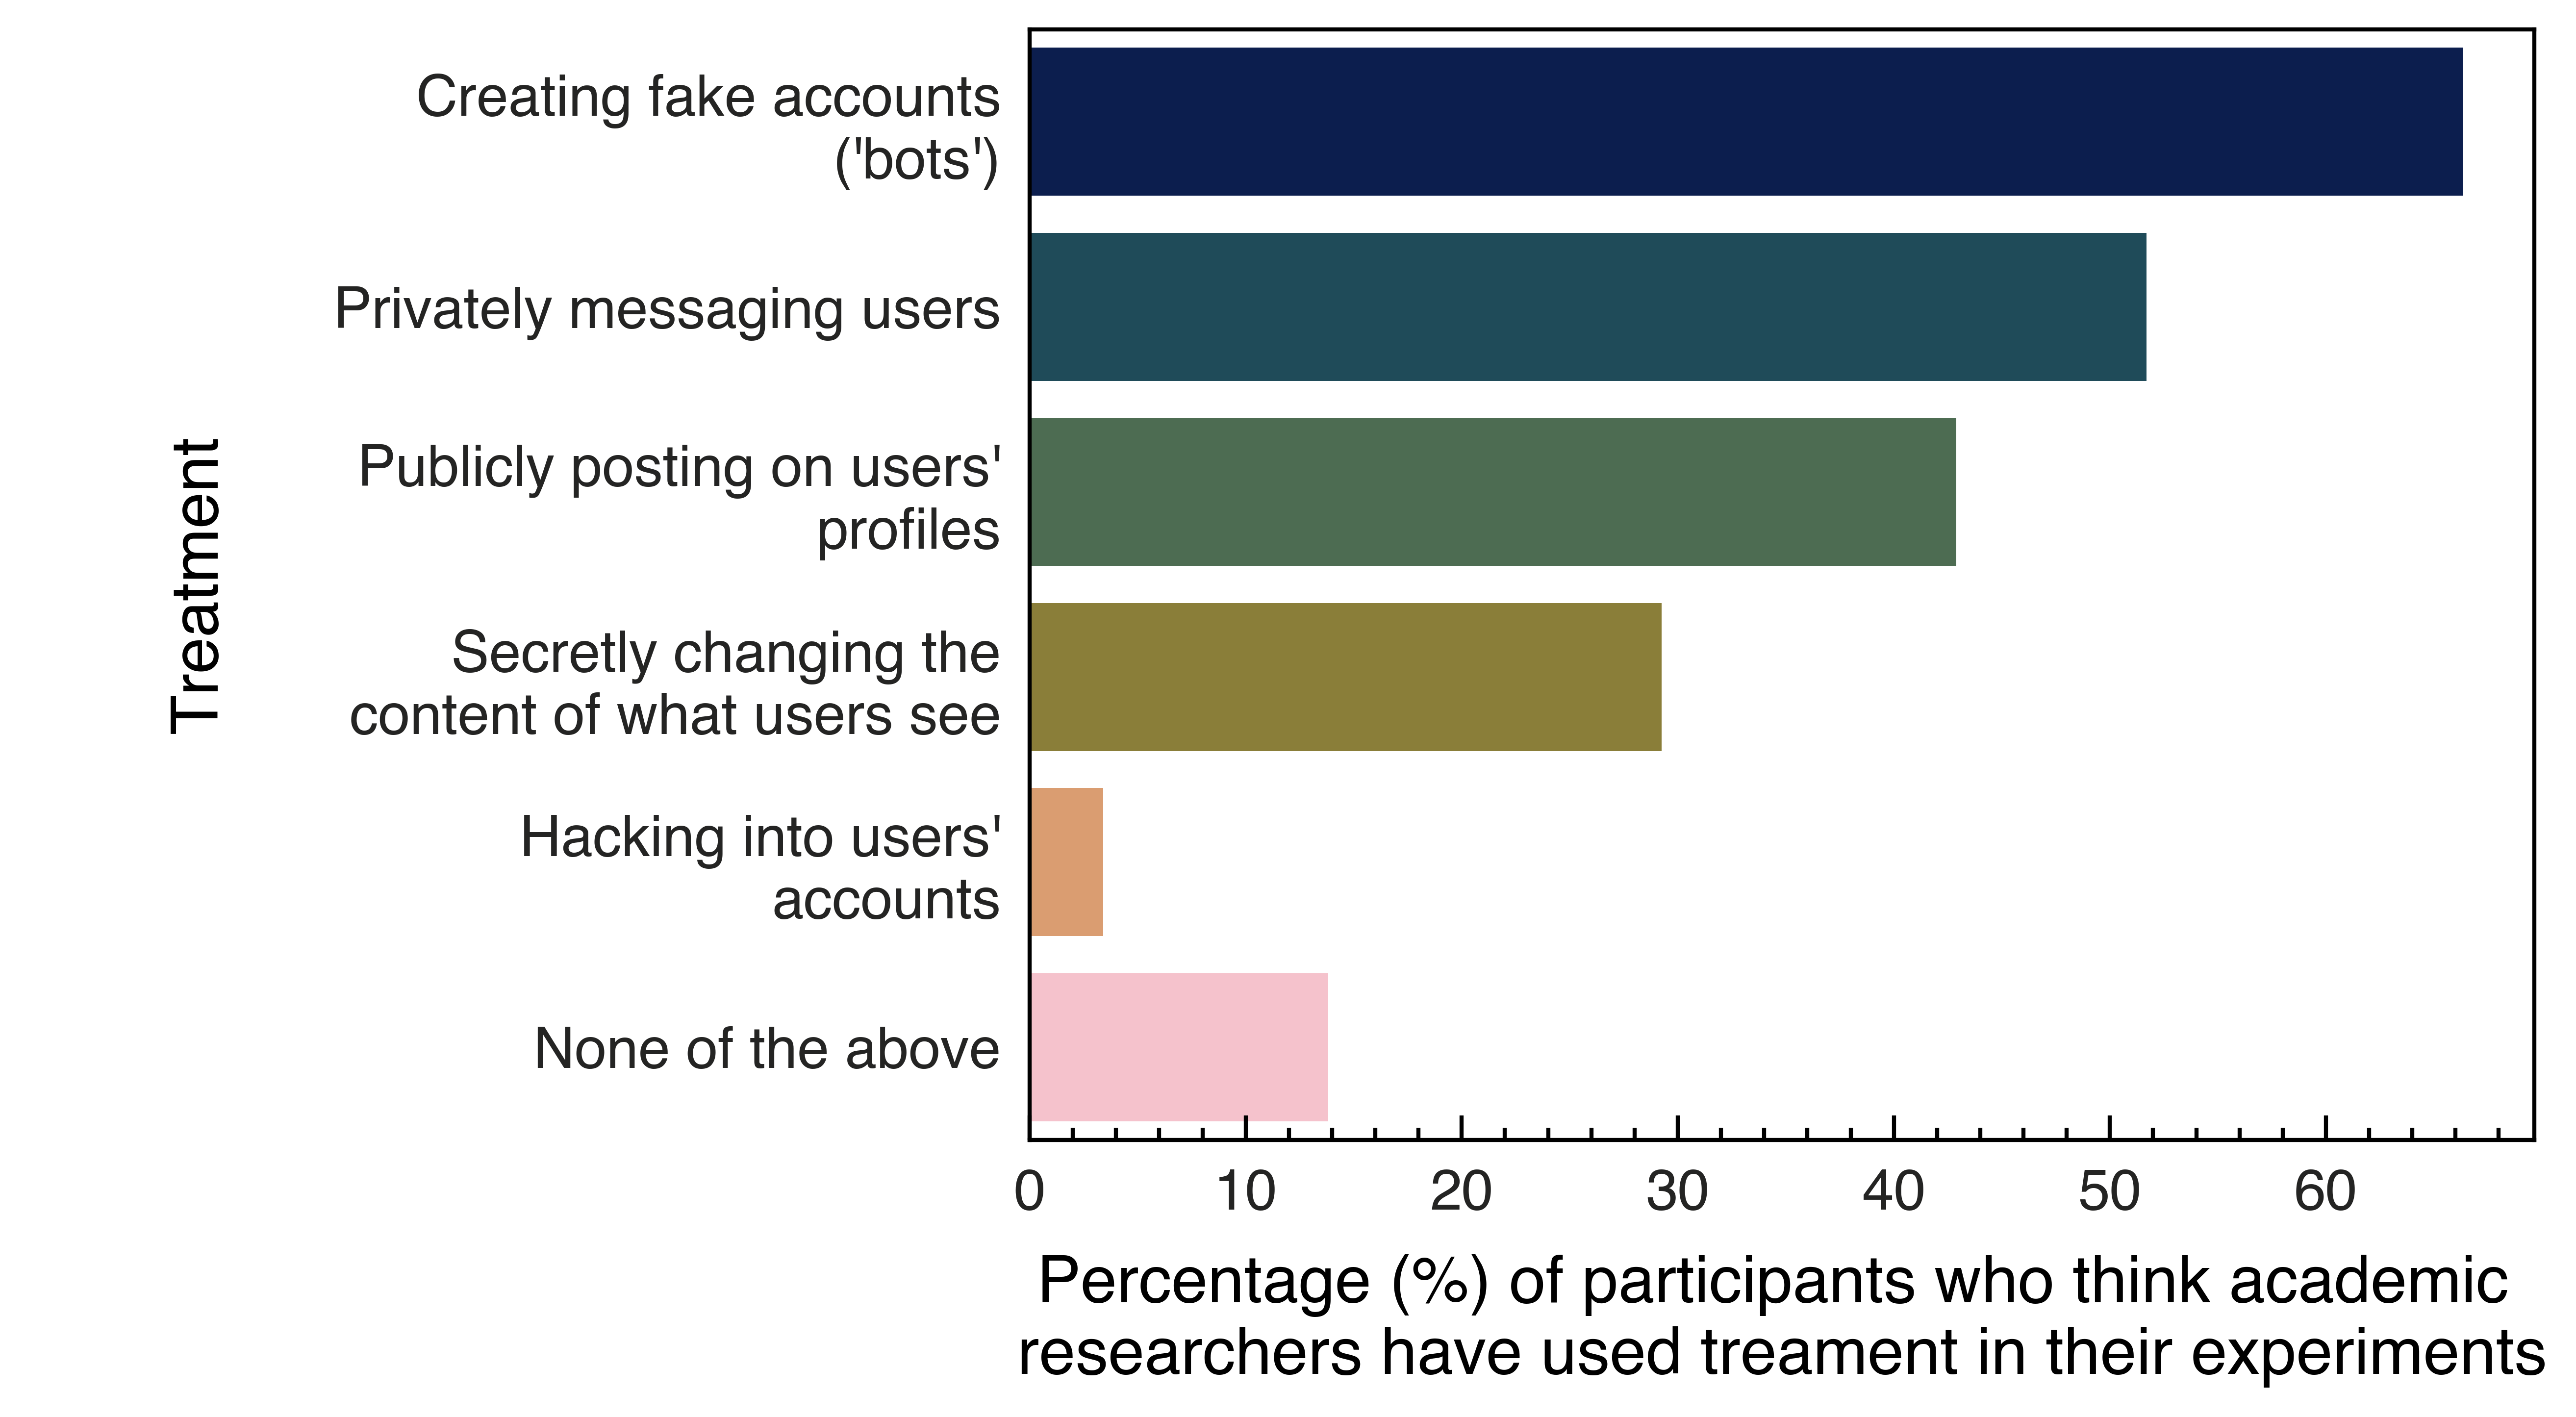 Creating fake accounts
('bots')
Privately messaging users
Publicly posting on users'
profiles
Secretly changing the
content of what users see
Hacking into users'
accounts
None of the above
Treatment
0 10 20 30 40 50 60
Percentage (%) of participants who think academic
researchers have used treament in their experiments